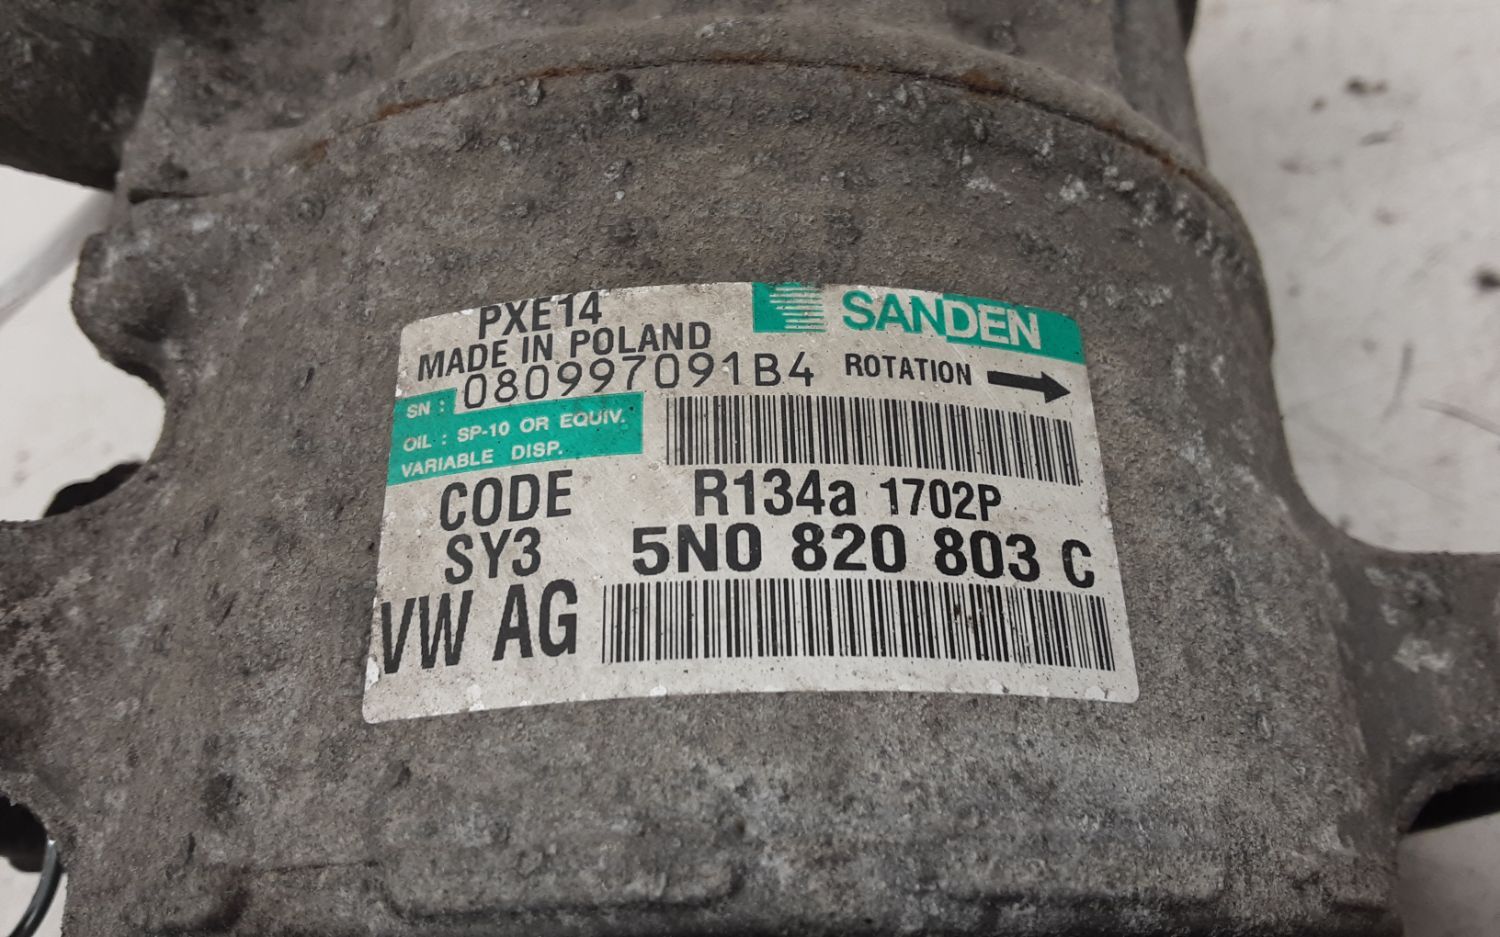 PXE14
SANDEN
MADE IN POLAND
ROTATION
SN : 080997091B4
OIL : SP-10 OR EQUIV.
VARIABLE DISP.
CODE
R134a 1702P
SY3
5N0 820 803 C
VW AG